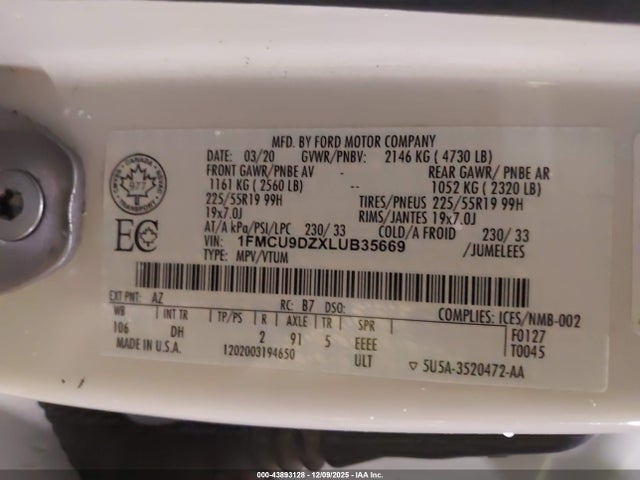 MFD. BY FORD MOTOR COMPANY
DATE: 03/20 GVWR/PNBV: 2146 KG ( 4730 LB)
FRONT GAWR/PNBE AV -- REAR GAWR/ PNBE AR
1161 KG ( 2560 LB) 1052 KG ( 2320 LB)
225/55R19 99H TIRES/PNEUS 225/55R19 99H
19x7.0J RIMS/JANTES 19x7.0J
AT/A kPa/PSI/LPC 230/ 33 COLD/A FROID 230/ 33
VIN: 1FMCU9DZXLUB35669 /JUMELEES
TYPE: MPV/VTUM
CANADA
977
TRANSPORT
EC
EXT PNT: AZ RC: B7 DSO:
COMPLIES: ICES/NMB-002
WB INT TR TP/PS R AXLE TR SPR
106 DH 2 91 5 EEEE
F0127
T0045
MADE IN U.S.A. 1202003194650 ULT
▽ 5U5A-3520472-AA
000-43893128 - 12/09/2025 - IAA Inc.